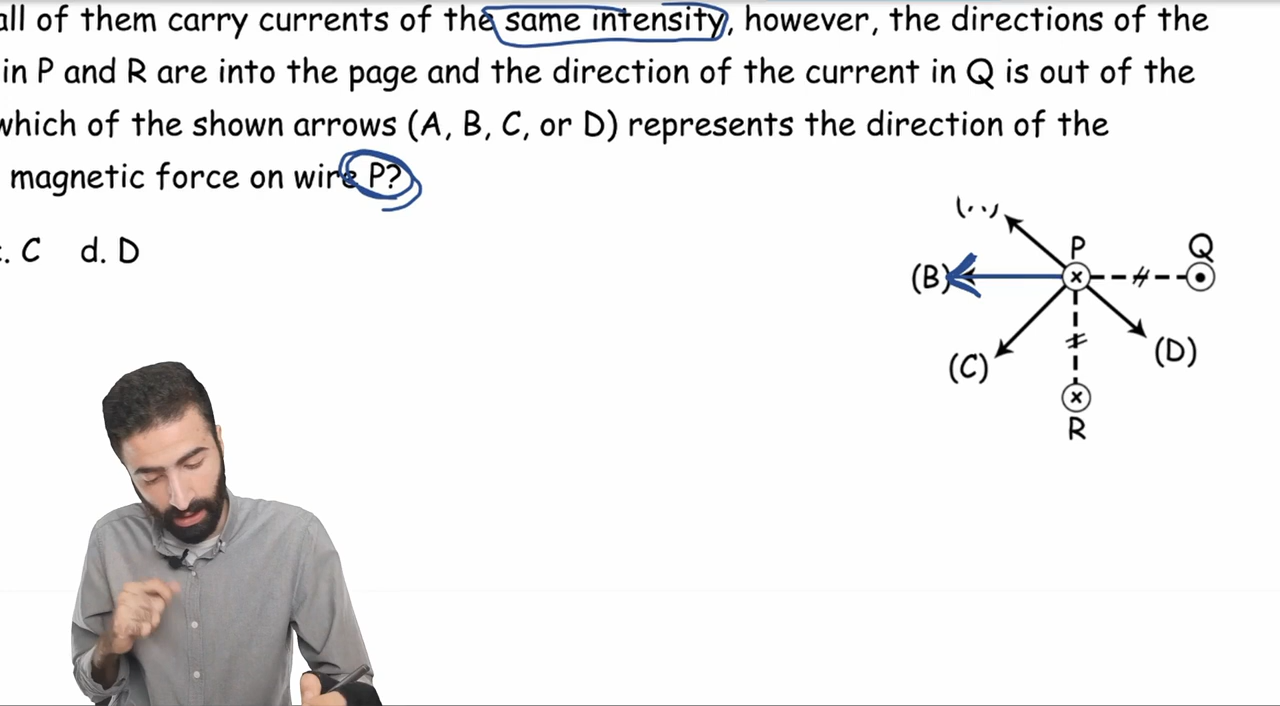 all of them carry currents of the same intensity, however, the directions of the
in P and R are into the page and the direction of the current in Q is out of the
which of the shown arrows (A, B, C, or D) represents the direction of the
magnetic force on wire P?
C d. D
P
Q
(B)
(C)
(D)
R